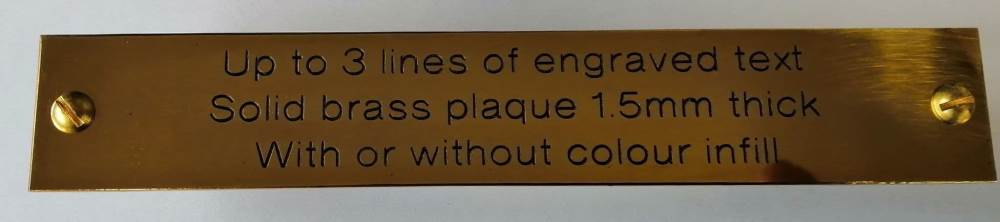 Up to 3 lines of engraved text
Solid brass plaque 1.5mm thick
With or without colour infill